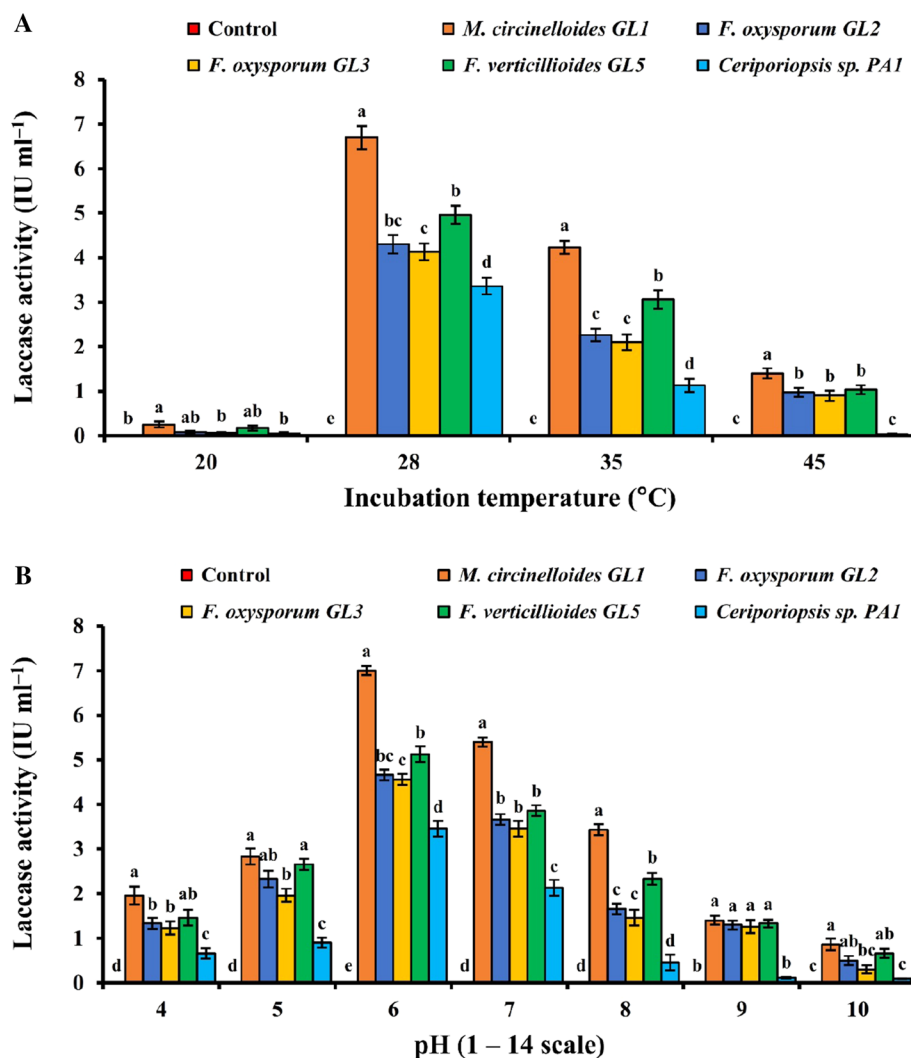 A
Control M. circinelloides GL1 F. oxysporum GL2
F. oxysporum GL3 F. verticillioides GL5 Ceriporiopsis sp. PA1
Laccase activity (IU ml⁻¹)
8
7
6
5
4
3
2
1
0
b a ab b ab b
e a bc c b d
e a c c b d
c a b b b c
20 28 35 45
Incubation temperature (°C)
B
Control M. circinelloides GL1 F. oxysporum GL2
F. oxysporum GL3 F. verticillioides GL5 Ceriporiopsis sp. PA1
Laccase activity (IU ml⁻¹)
8
7
6
5
4
3
2
1
0
d a b b ab c
d a ab b a c
e a bc c b d
d a b b b c
d a c c b d
b a a a a b
c a ab bc ab c
4 5 6 7 8 9 10
pH (1 – 14 scale)